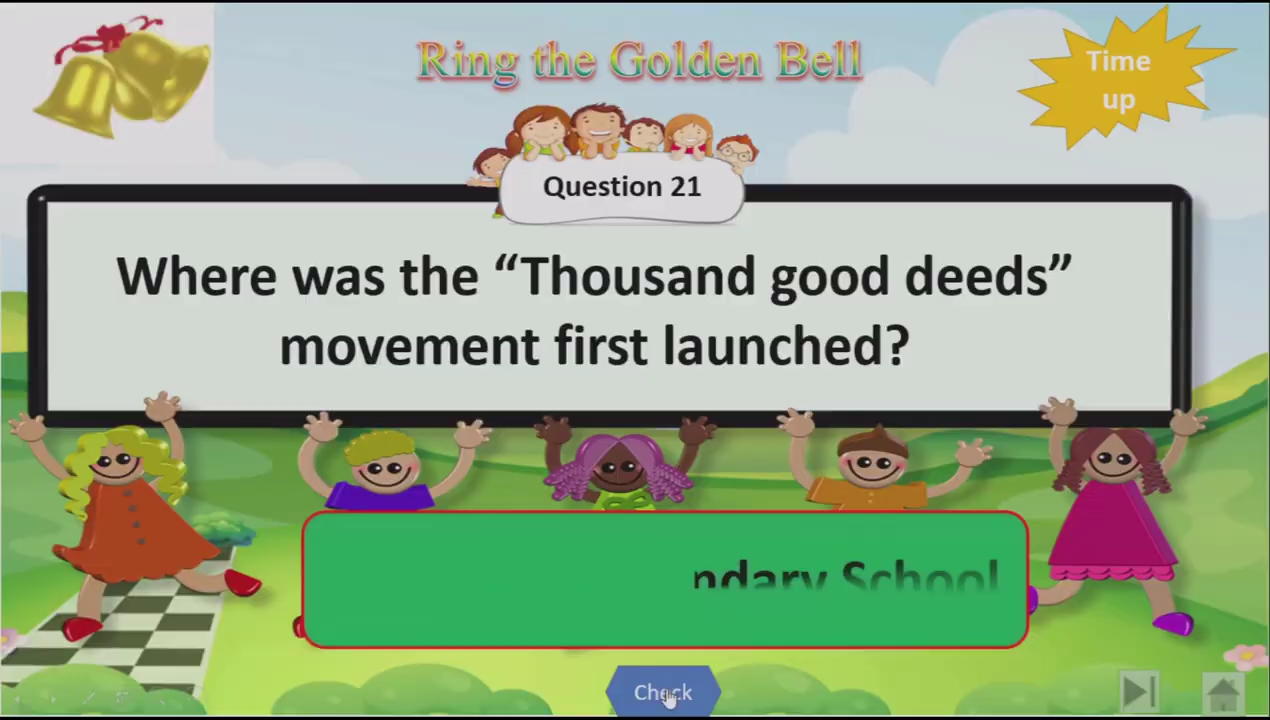 Ring the Golden Bell
Time
up
Question 21
Where was the “Thousand good deeds”
movement first launched?
School
Check